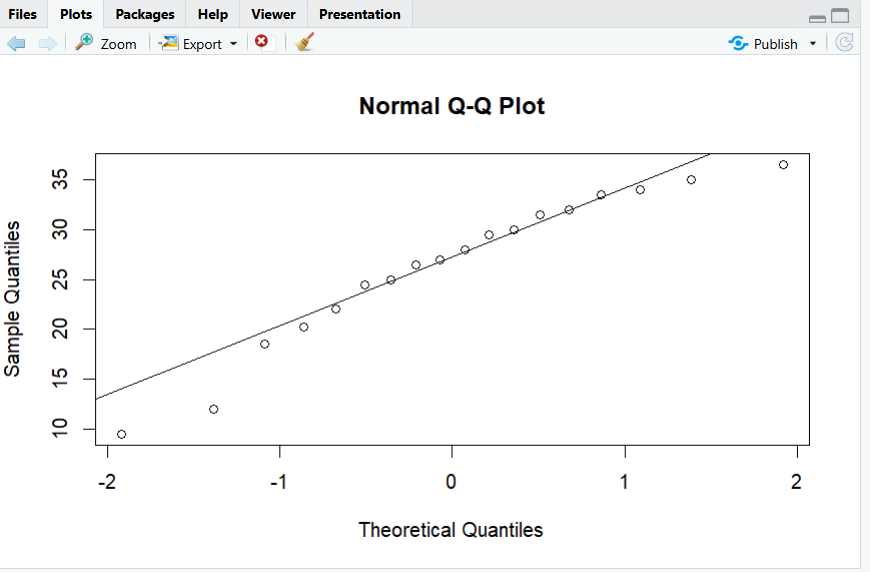 Files Plots Packages Help Viewer Presentation
Zoom Export Publish
Normal Q-Q Plot
Sample Quantiles
35
30
25
20
15
10
-2 -1 0 1 2
Theoretical Quantiles